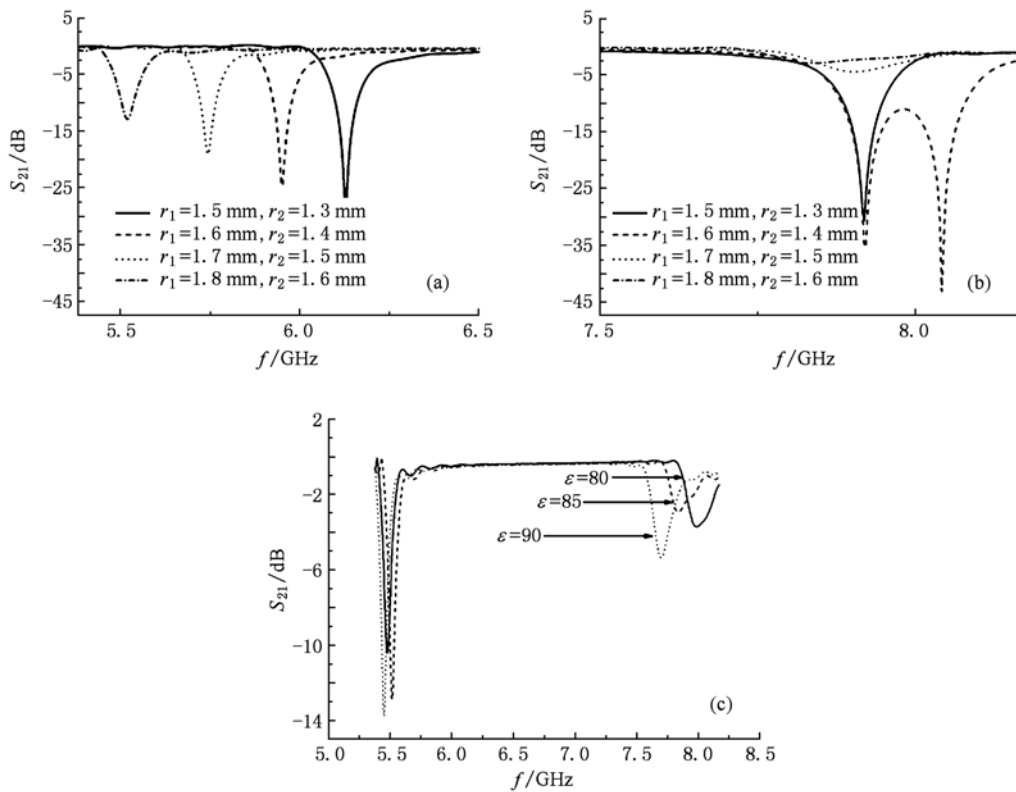 5
−5
−15
−25
−35
−45
S21/dB
r1=1.5 mm, r2=1.3 mm
r1=1.6 mm, r2=1.4 mm
r1=1.7 mm, r2=1.5 mm
r1=1.8 mm, r2=1.6 mm
(a)
5.5
6.0
6.5
f/GHz
5
−5
−15
−25
−35
−45
S21/dB
r1=1.5 mm, r2=1.3 mm
r1=1.6 mm, r2=1.4 mm
r1=1.7 mm, r2=1.5 mm
r1=1.8 mm, r2=1.6 mm
(b)
7.5
8.0
f/GHz
2
−2
−6
−10
−14
S21/dB
ε=80
ε=85
ε=90
(c)
5.0
5.5
6.0
6.5
7.0
7.5
8.0
8.5
f/GHz